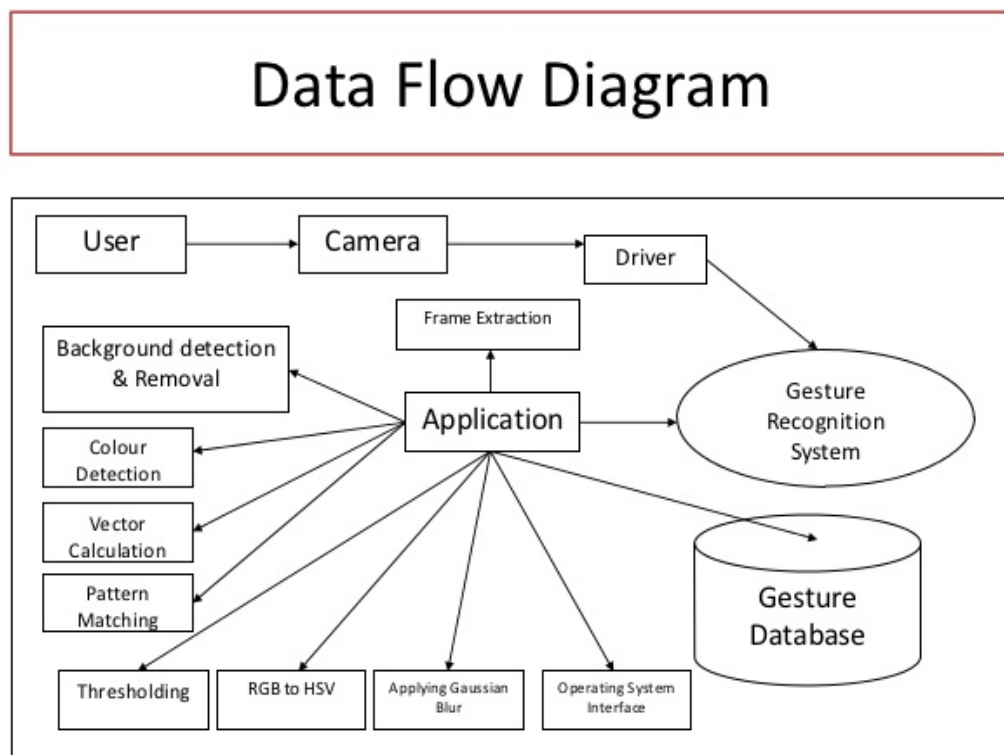 Data Flow Diagram
User
Camera
Driver
Frame Extraction
Background detection
& Removal
Application
Gesture
Recognition
System
Colour
Detection
Vector
Calculation
Pattern
Matching
Gesture
Database
Thresholding
RGB to HSV
Applying Gaussian
Blur
Operating System
Interface